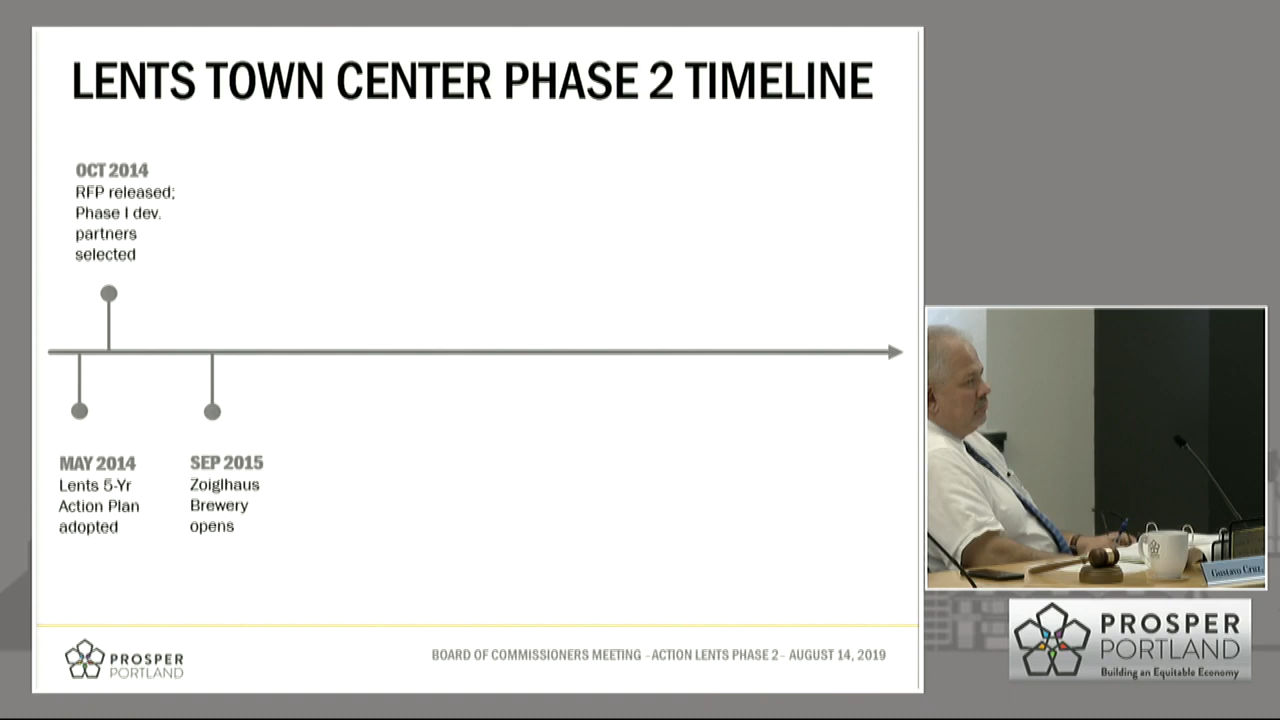 LENTS TOWN CENTER PHASE 2 TIMELINE
OCT 2014
RFP released;
Phase I dev.
partners
selected
MAY 2014
Lents 5-Yr
Action Plan
adopted
SEP 2015
Zoiglhaus
Brewery
opens
PROSPER
PORTLAND
BOARD OF COMMISSIONERS MEETING - ACTION LENTS PHASE 2 - AUGUST 14, 2019
Gustavo Cruz,
PROSPER
PORTLAND
Building an Equitable Economy